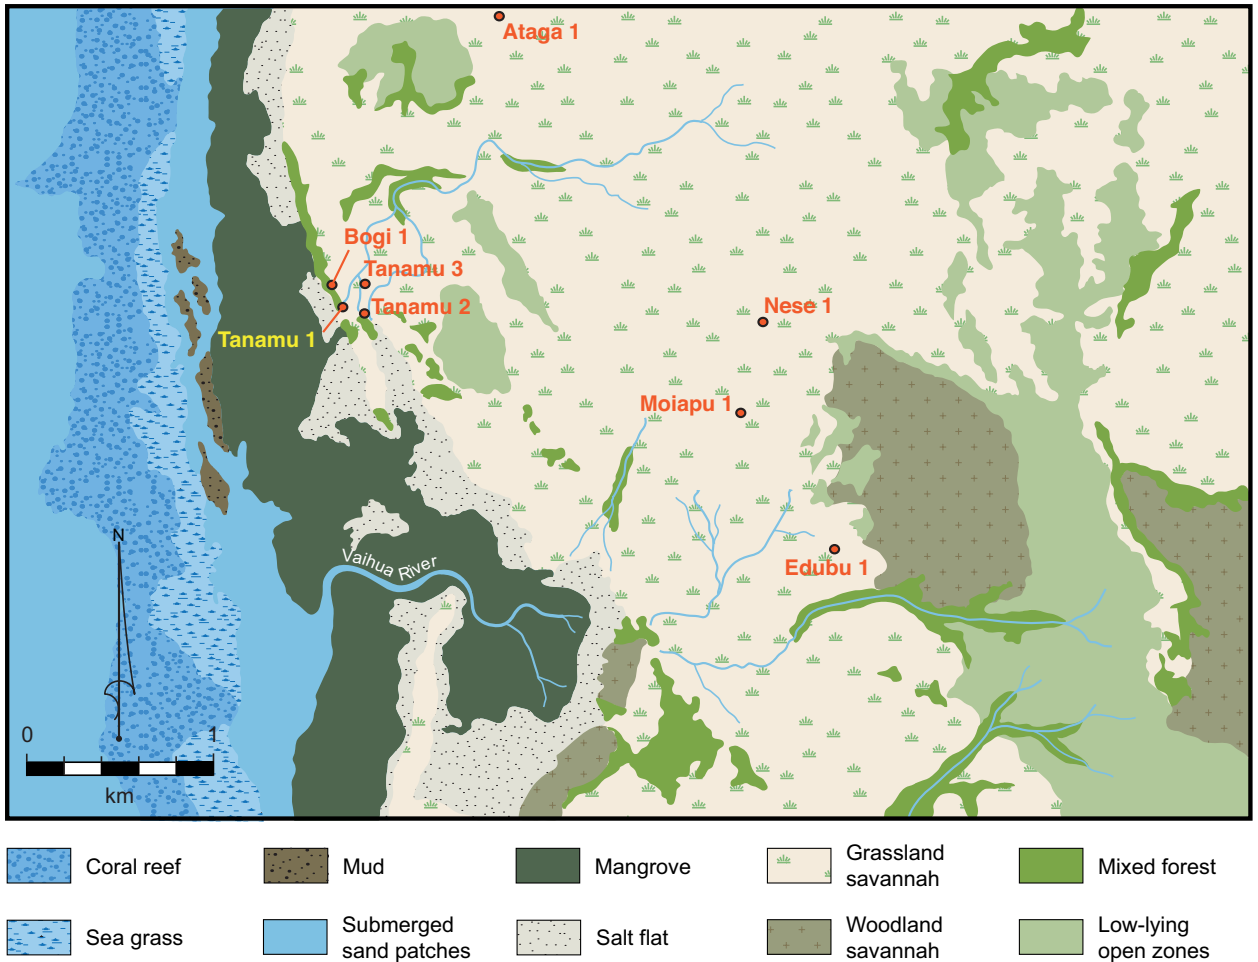 Ataga 1
Bogi 1
Tanamu 3
Tanamu 2
Tanamu 1
Nese 1
Moiapu 1
Edubu 1
Vaihua River
N
0 1
km
Coral reef
Mud
Mangrove
Grassland
savannah
Mixed forest
Sea grass
Submerged
sand patches
Salt flat
Woodland
savannah
Low-lying
open zones